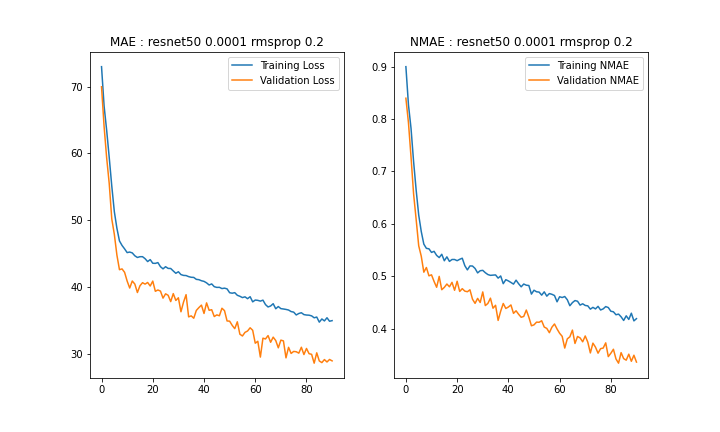 MAE : resnet50 0.0001 rmsprop 0.2
Training Loss
Validation Loss
70
60
50
40
30
0 20 40 60 80
NMAE : resnet50 0.0001 rmsprop 0.2
Training NMAE
Validation NMAE
0.9
0.8
0.7
0.6
0.5
0.4
0 20 40 60 80